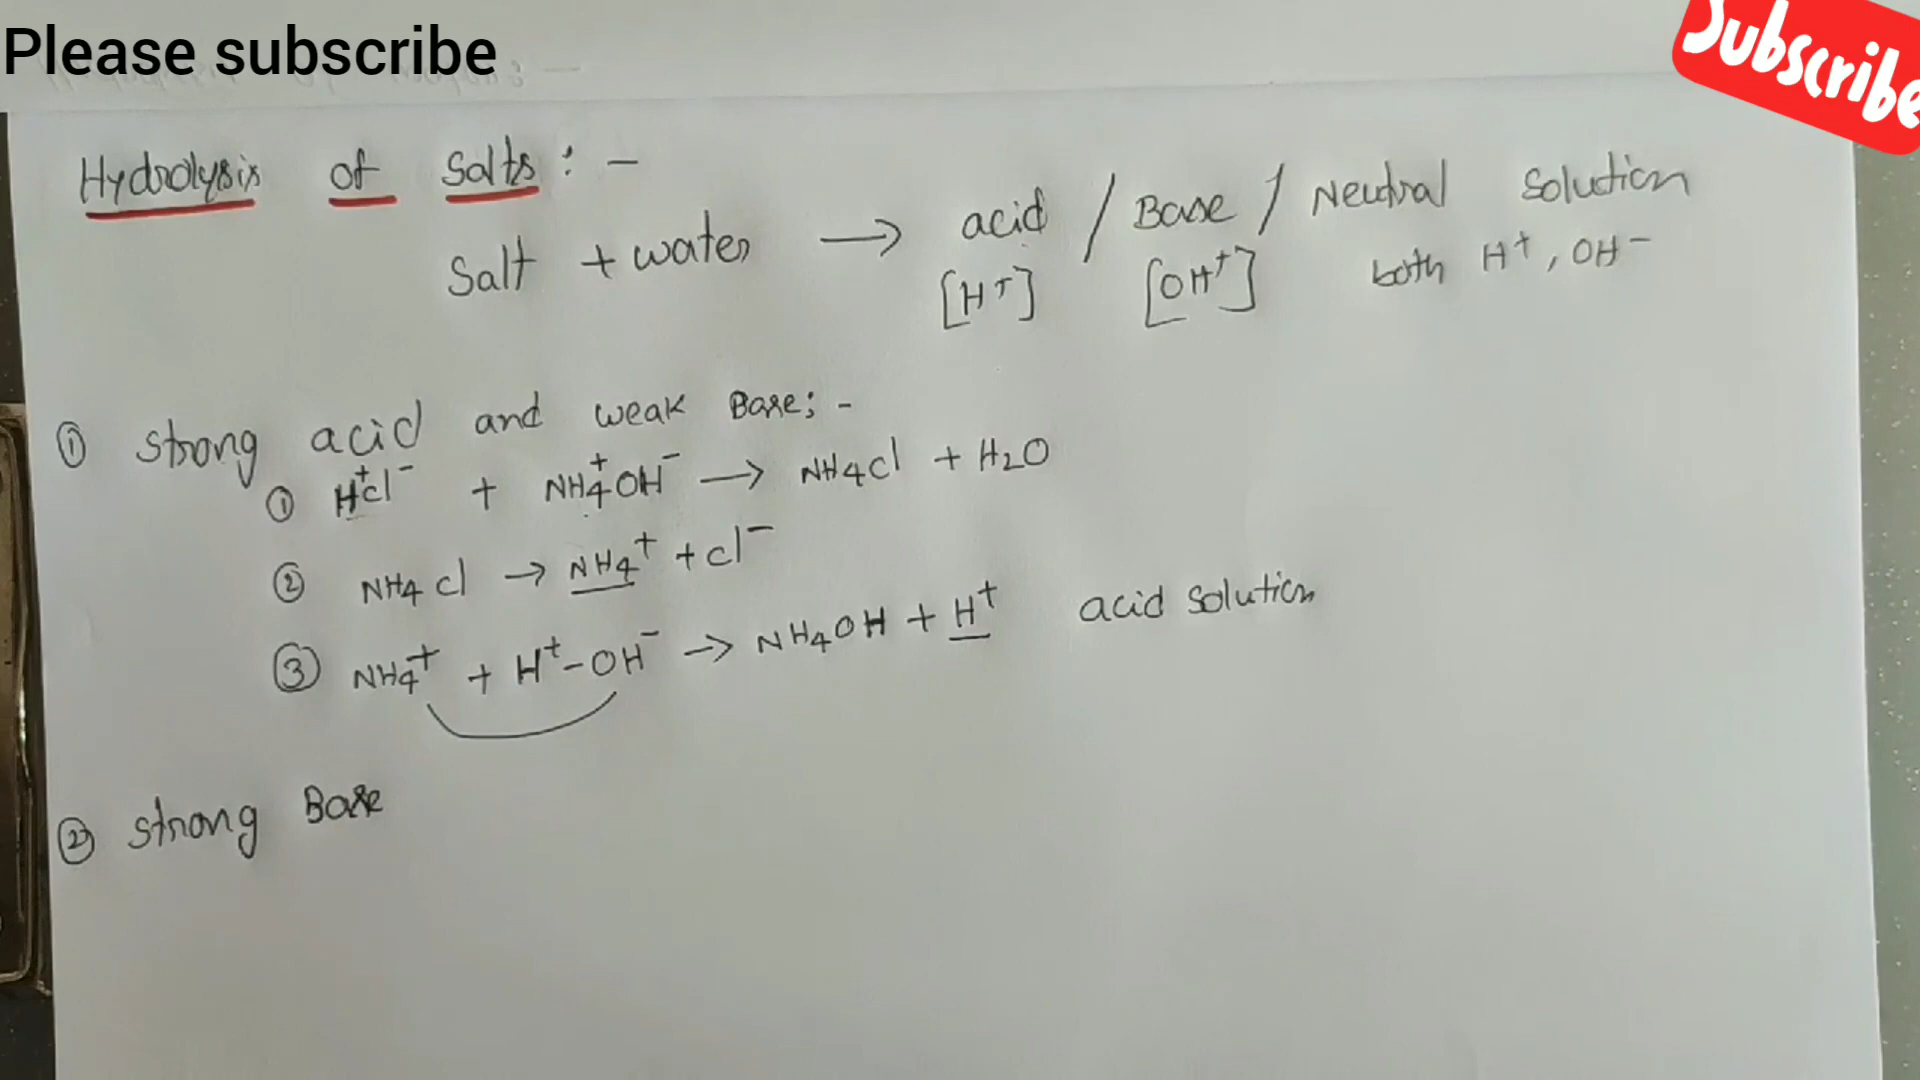 Please subscribe
Subscribe
Hydrolysis of Salts : -
Salt + water → acid / Base / Neutral Solution
[H⁺] [OH⁺] both H⁺, OH⁻
① strong acid and weak Base; -
① H⁺Cl⁻ + NH₄⁺OH⁻ → NH₄Cl + H₂O
② NH₄Cl → NH₄⁺ + Cl⁻
③ NH₄⁺ + H⁺-OH⁻ → NH₄OH + H⁺ acid solution
② strong Base